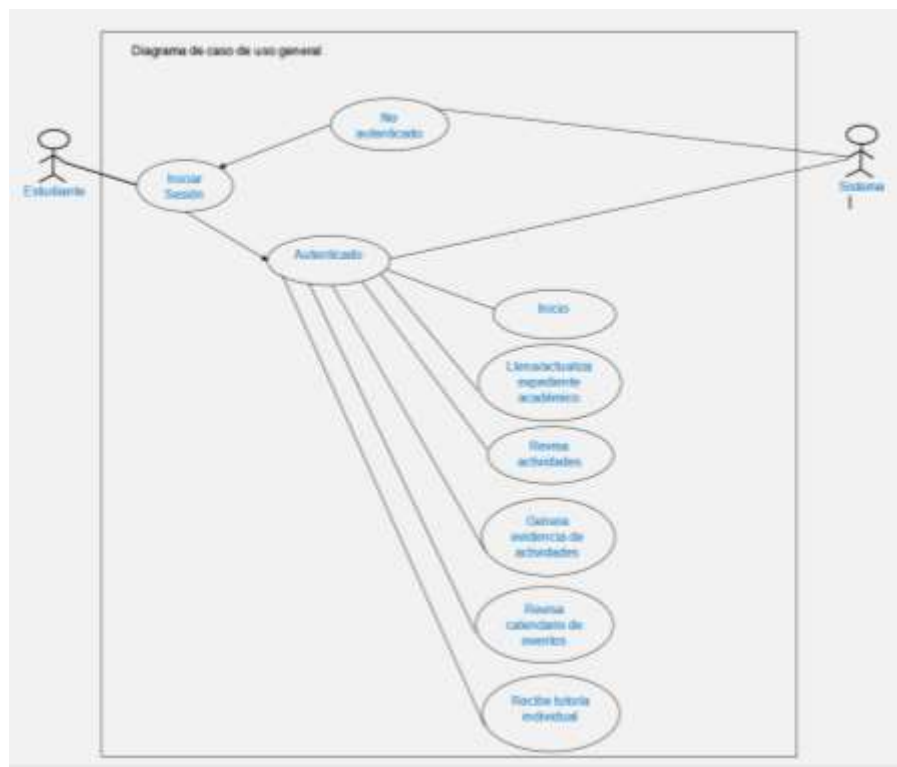 Diagrama de caso de uso general
No
autenticado
Estudiante
Iniciar
Sesión
Sistema
Autenticado
Inicio
Llena/actualiza
expediente
académico
Revisa
actividades
Genera
evidencia de
actividades
Revisa
calendario de
eventos
Recibe tutoría
individual